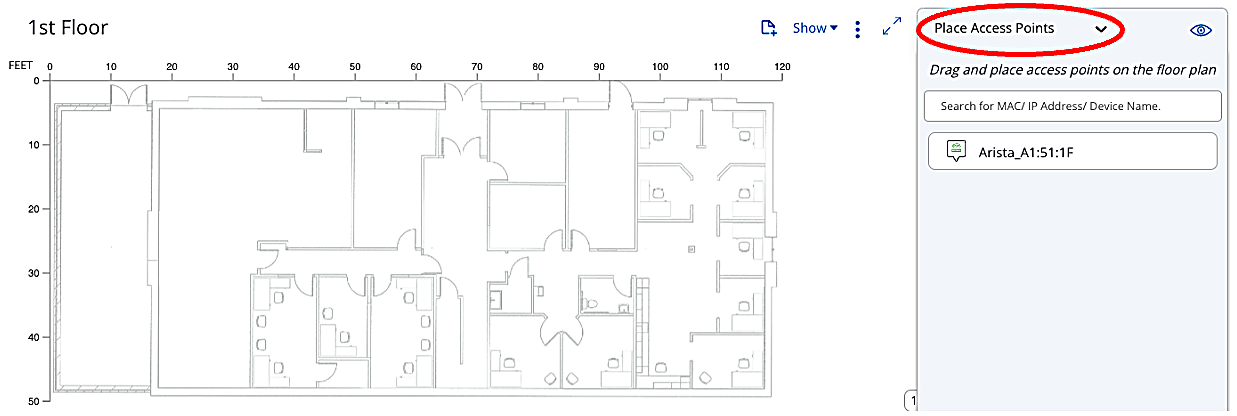 1st Floor
Show
Place Access Points
FEET
0 10 20 30 40 50 60 70 80 90 100 110 120
0
10
20
30
40
50
Drag and place access points on the floor plan
Search for MAC/ IP Address/ Device Name.
Arista_A1:51:1F
1